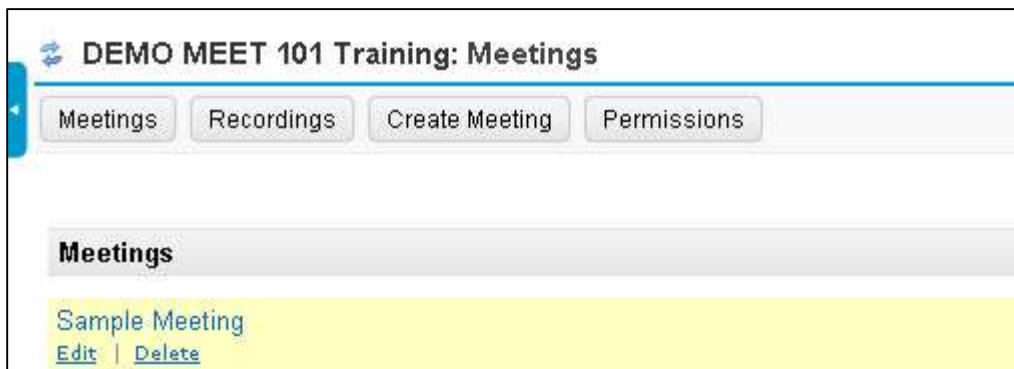 DEMO MEET 101 Training: Meetings
Meetings Recordings Create Meeting Permissions
Meetings
Sample Meeting
Edit | Delete